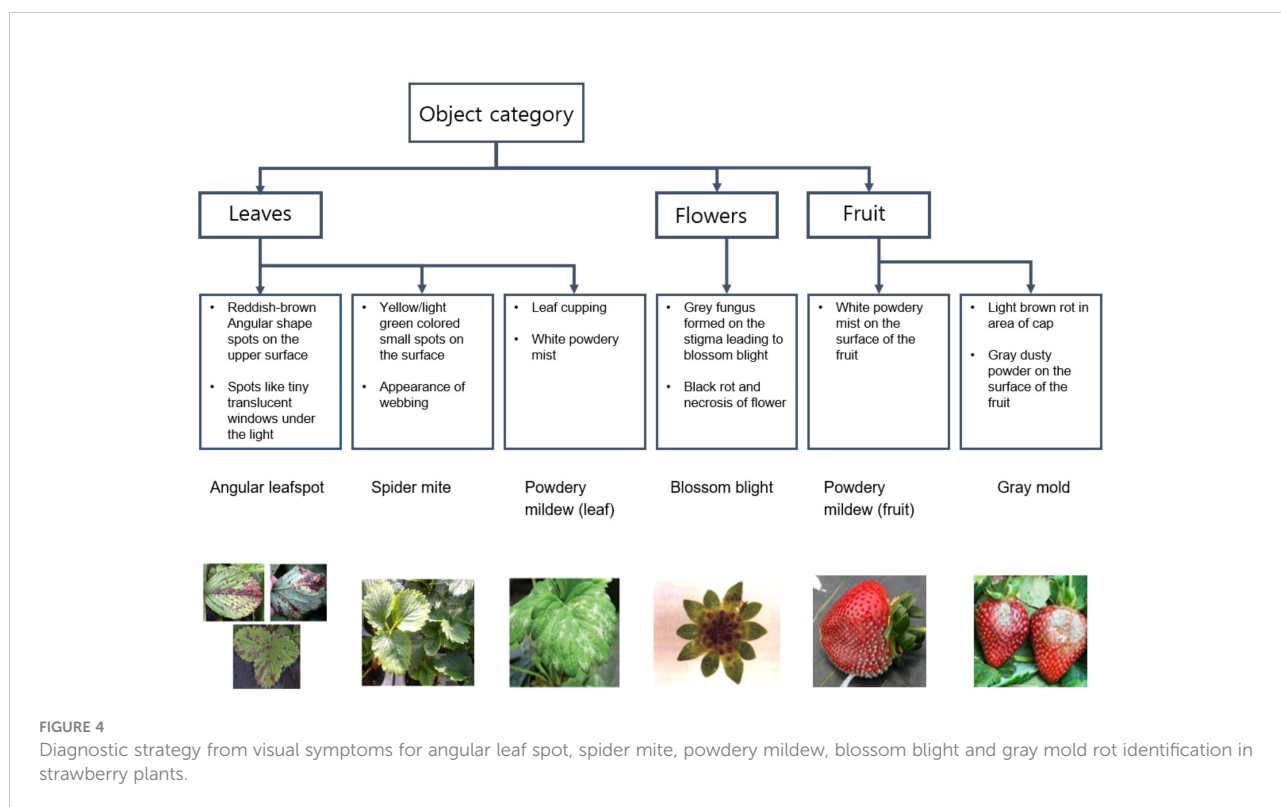 Object category
Leaves
Flowers
Fruit
• Reddish-brown
Angular shape
spots on the
upper surface
• Spots like tiny
translucent
windows under
the light
• Yellow/light
green colored
small spots on
the surface
• Appearance of
webbing
• Leaf cupping
• White powdery
mist
• Grey fungus
formed on the
stigma leading to
blossom blight
• Black rot and
necrosis of flower
• White powdery
mist on the
surface of the
fruit
• Light brown rot in
area of cap
• Gray dusty
powder on the
surface of the
fruit
Angular leafspot
Spider mite
Powdery
mildew (leaf)
Blossom blight
Powdery
mildew (fruit)
Gray mold
FIGURE 4
Diagnostic strategy from visual symptoms for angular leaf spot, spider mite, powdery mildew, blossom blight and gray mold rot identification in
strawberry plants.